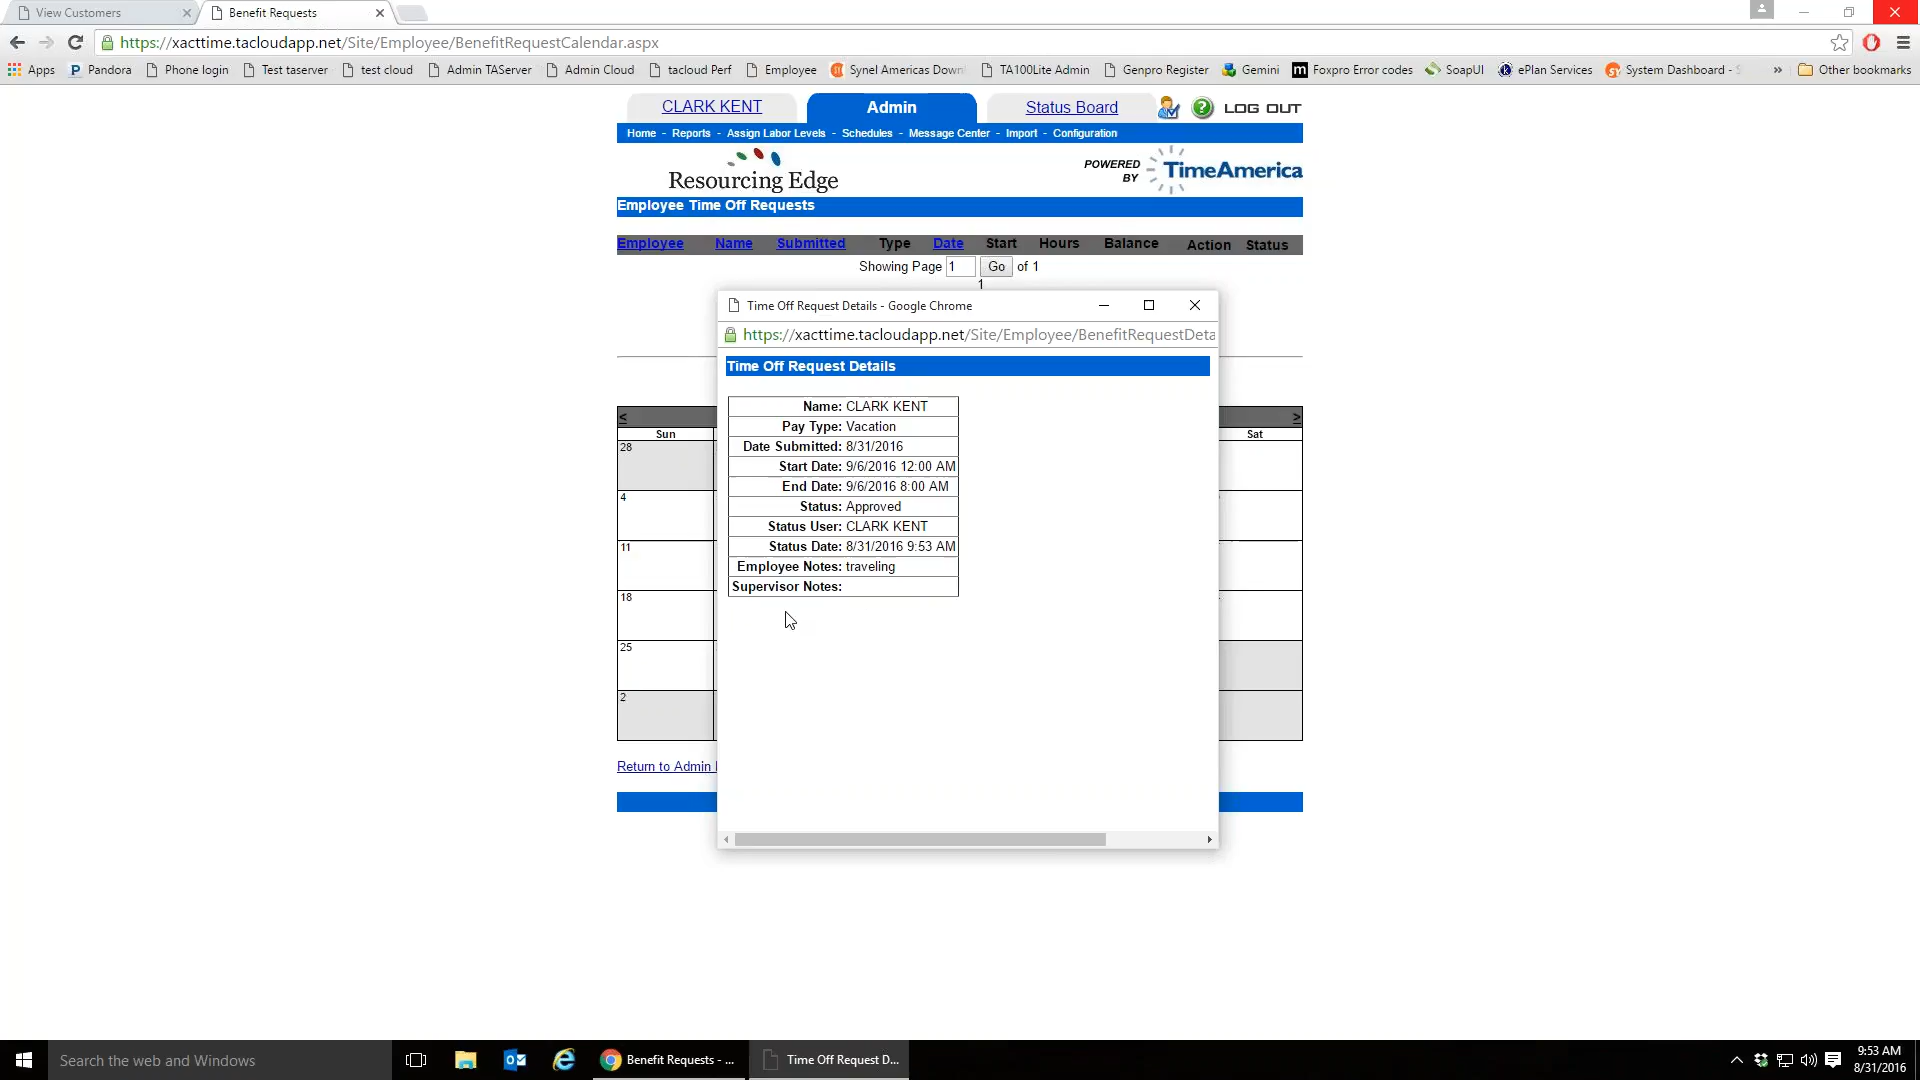 View Customers
Benefit Requests
https://xacttime.tacloudapp.net/Site/Employee/BenefitRequestCalendar.aspx
Apps Pandora Phone login Test taserver test cloud Admin TAServer Admin Cloud tacloud Perf Employee Synel Americas Down TA100Lite Admin Genpro Register Gemini Foxpro Error codes SoapUI ePlan Services System Dashboard - » Other bookmarks
CLARK KENT Admin Status Board LOG OUT
Home - Reports - Assign Labor Levels - Schedules - Message Center - Import - Configuration
Resourcing Edge
POWERED BY TimeAmerica
Employee Time Off Requests
Employee Name Submitted Type Date Start Hours Balance Action Status
Showing Page 1 Go of 1
1
Time Off Request Details - Google Chrome
https://xacttime.tacloudapp.net/Site/Employee/BenefitRequestDeta
Time Off Request Details
Name: CLARK KENT
Pay Type: Vacation
Date Submitted: 8/31/2016
Start Date: 9/6/2016 12:00 AM
End Date: 9/6/2016 8:00 AM
Status: Approved
Status User: CLARK KENT
Status Date: 8/31/2016 9:53 AM
Employee Notes: traveling
Supervisor Notes:
< >
Sun Sat
28
4
11
18
25
2
Return to Admin
Search the web and Windows
Benefit Requests - ...
Time Off Request D...
9:53 AM
8/31/2016